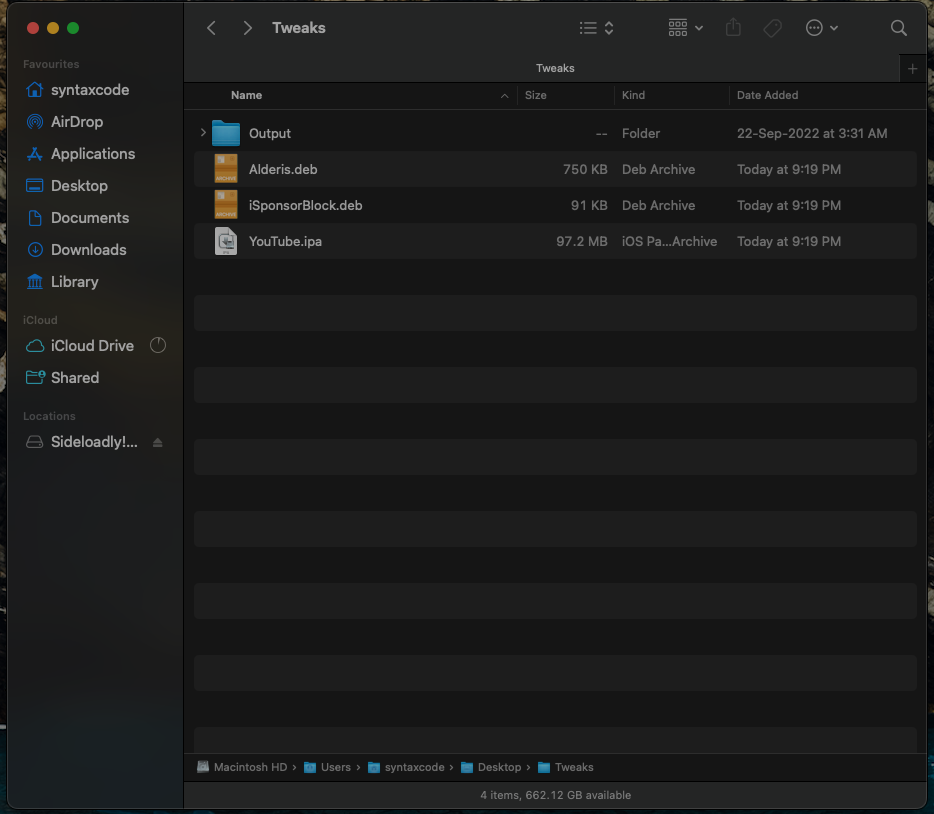 Tweaks
Tweaks
Favourites
syntaxcode
AirDrop
Applications
Desktop
Documents
Downloads
Library
iCloud
iCloud Drive
Shared
Locations
Sideloadly!...
Name Size Kind Date Added
Output -- Folder 22-Sep-2022 at 3:31 AM
Alderis.deb 750 KB Deb Archive Today at 9:19 PM
iSponsorBlock.deb 91 KB Deb Archive Today at 9:19 PM
YouTube.ipa 97.2 MB iOS Pa...Archive Today at 9:19 PM
Macintosh HD › Users › syntaxcode › Desktop › Tweaks
4 items, 662.12 GB available